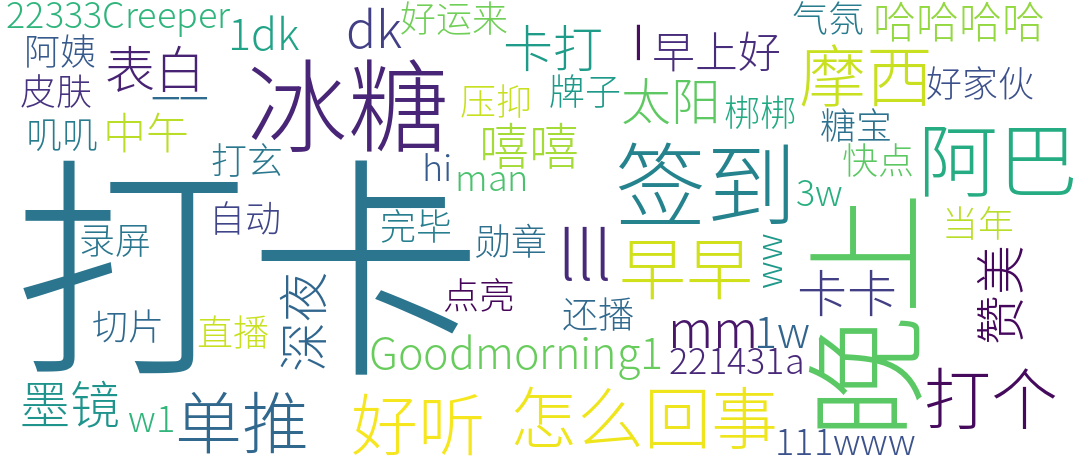 22333Creeper
1dk
dk
好运来
卡打
l
早上好
气氛
哈哈哈哈
阿姨
表白
皮肤
一一
冰糖
压抑
牌子
太阳
梆梆
摩西
好家伙
叽叽
中午
嘻嘻
糖宝
打玄
hi
man
签到
快点
阿巴
3w
打卡
自动
完毕
勋章
lll
早早
ww
晚上
卡卡
当年
录屏
深夜
点亮
还播
赞美
切片
直播
Goodmorning1
mm
1w
221431a
墨镜
w1
单推
好听
怎么回事
打个
111www